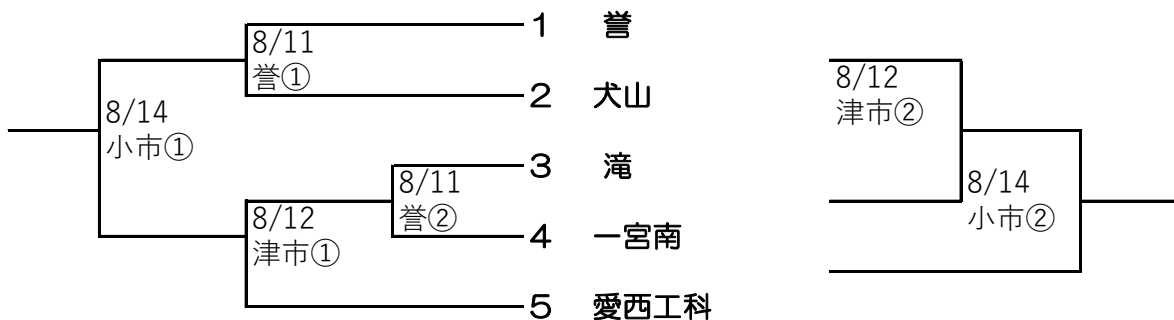 1 誉
8/11
誉①
2 犬山
8/14
小市①
3 滝
8/11
誉②
8/12
津市①
4 一宮南
5 愛西工科
8/12
津市②
8/14
小市②